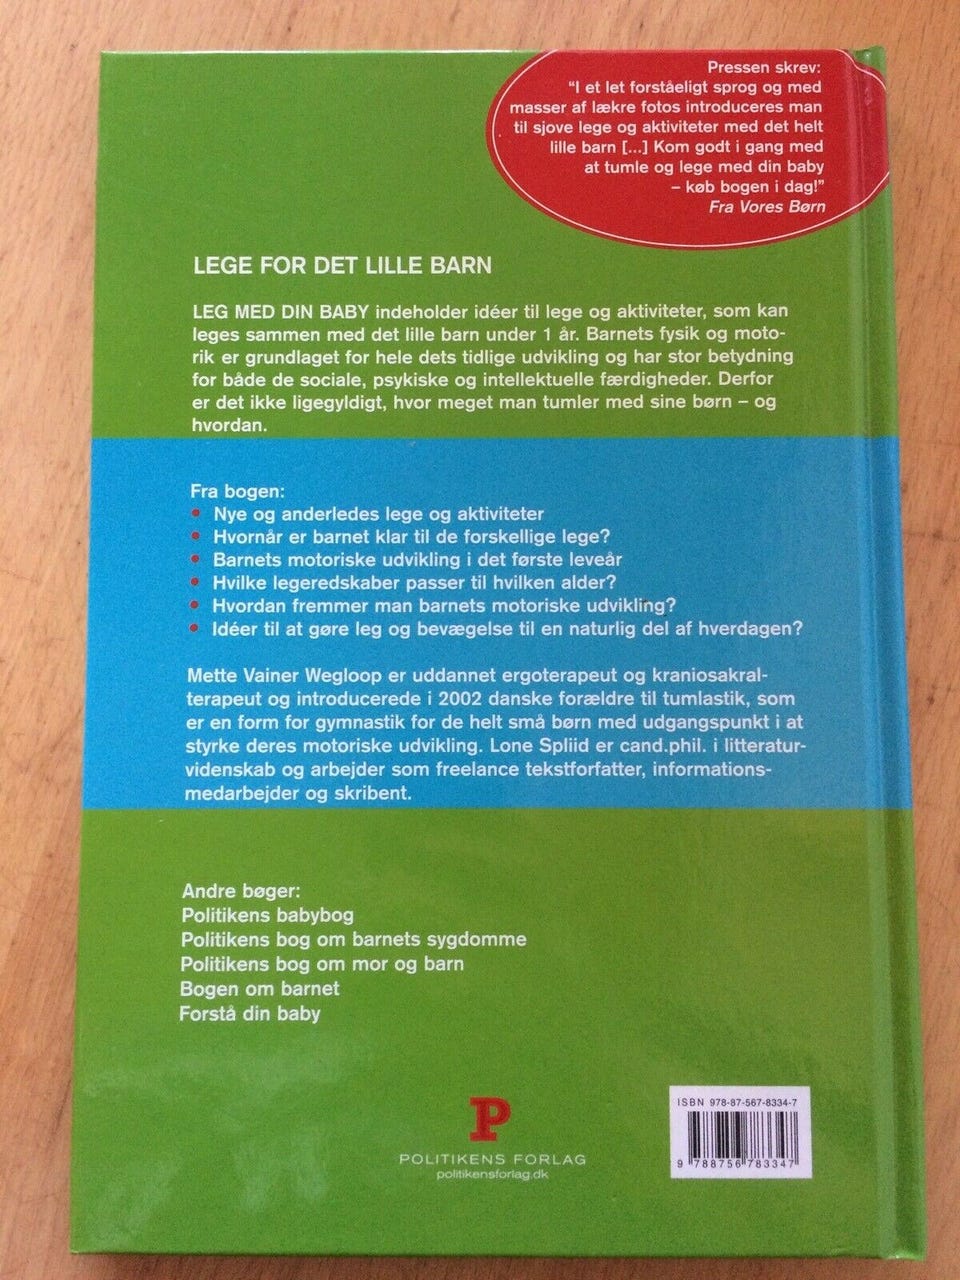 Pressen skrev:
"I et let forståeligt sprog og med
masser af lækre fotos introduceres man
til sjove lege og aktiviteter med det helt
lille barn [...] Kom godt i gang med
at tumle og lege med din baby
– køb bogen i dag!"
Fra Vores Børn
LEGE FOR DET LILLE BARN
LEG MED DIN BABY indeholder idéer til lege og aktiviteter, som kan
leges sammen med det lille barn under 1 år. Barnets fysik og moto-
rik er grundlaget for hele dets tidlige udvikling og har stor betydning
for både de sociale, psykiske og intellektuelle færdigheder. Derfor
er det ikke ligegyldigt, hvor meget man tumler med sine børn – og
hvordan.
Fra bogen:
• Nye og anderledes lege og aktiviteter
• Hvornår er barnet klar til de forskellige lege?
• Barnets motoriske udvikling i det første leveår
• Hvilke legeredskaber passer til hvilken alder?
• Hvordan fremmer man barnets motoriske udvikling?
• Idéer til at gøre leg og bevægelse til en naturlig del af hverdagen?
Mette Vainer Wegloop er uddannet ergoterapeut og kraniosakral-
terapeut og introducerede i 2002 danske forældre til tumlastik, som
er en form for gymnastik for de helt små børn med udgangspunkt i at
styrke deres motoriske udvikling. Lone Spliid er cand.phil. i litteratur-
videnskab og arbejder som freelance tekstforfatter, informations-
medarbejder og skribent.
Andre bøger:
Politikens babybog
Politikens bog om barnets sygdomme
Politikens bog om mor og barn
Bogen om barnet
Forstå din baby
P
POLITIKENS FORLAG
politikensforlag.dk
ISBN 978-87-567-8334-7
9 788756 783347